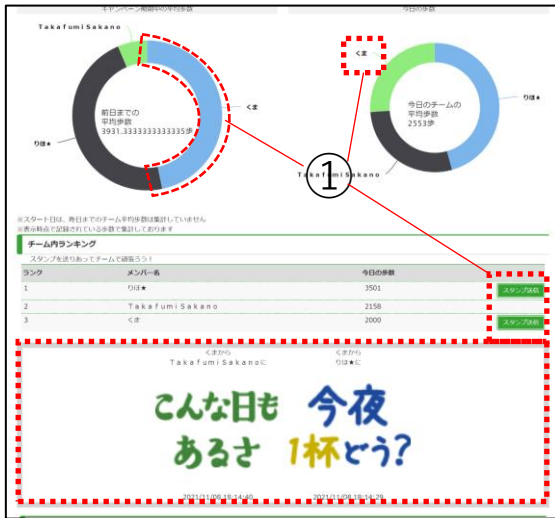 キャンペーン期間中の平均歩数
今日の歩数
TakafumiSakano
くま
りほ★
前日までの
平均歩数
3931.3333333333335歩
くま
りほ★
TakafumiSakano
今日のチームの
平均歩数
2553歩
①
※スタート日は、昨日までのチーム平均歩数は集計していません
※表示時点で記録されている歩数で集計しております
チーム内ランキング
スタンプを送りあってチームで頑張ろう！
ランク メンバー名 今日の歩数
1 りほ★ 3501 スタンプ送信
2 TakafumiSakano 2158
3 くま 2000 スタンプ送信
くまから
TakafumiSakanoに
くまから
りほ★に
こんな日も
あるさ
今夜
1杯どう?
2021/11/08 18:14:40
2021/11/08 18:14:29